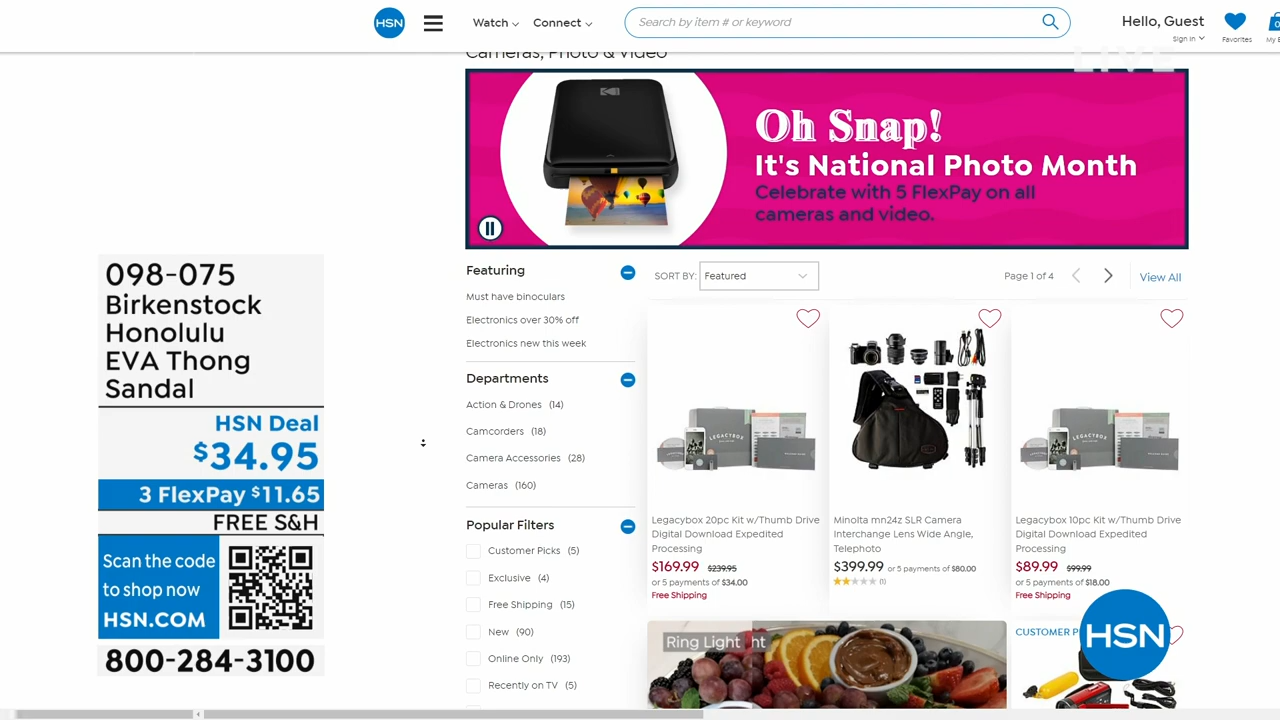 HSN
Watch
Connect
Search by item # or keyword
Hello, Guest
Sign In
Favorites
LIVE
Cameras, Photo & Video
Kodak
Oh Snap!
It's National Photo Month
Celebrate with 5 FlexPay on all
cameras and video.
098-075
Birkenstock
Honolulu
EVA Thong
Sandal
HSN Deal
$34.95
3 FlexPay $11.65
FREE S&H
Scan the code
to shop now
HSN.COM
800-284-3100
Featuring
Must have binoculars
Electronics over 30% off
Electronics new this week
Departments
Action & Drones (14)
Camcorders (18)
Camera Accessories (28)
Cameras (160)
Popular Filters
Customer Picks (5)
Exclusive (4)
Free Shipping (15)
New (90)
Online Only (193)
Recently on TV (5)
SORT BY: Featured
Page 1 of 4
View All
LEGACYBOX
Legacybox 20pc Kit w/Thumb Drive
Digital Download Expedited
Processing
$169.99 $239.95
or 5 payments of $34.00
Free Shipping
Minolta mn24z SLR Camera
Interchange Lens Wide Angle,
Telephoto
$399.99 or 5 payments of $80.00
(1)
LEGACYBOX
Legacybox 10pc Kit w/Thumb Drive
Digital Download Expedited
Processing
$89.99 $99.99
or 5 payments of $18.00
Free Shipping
Ring Light ht
CUSTOMER P
HSN